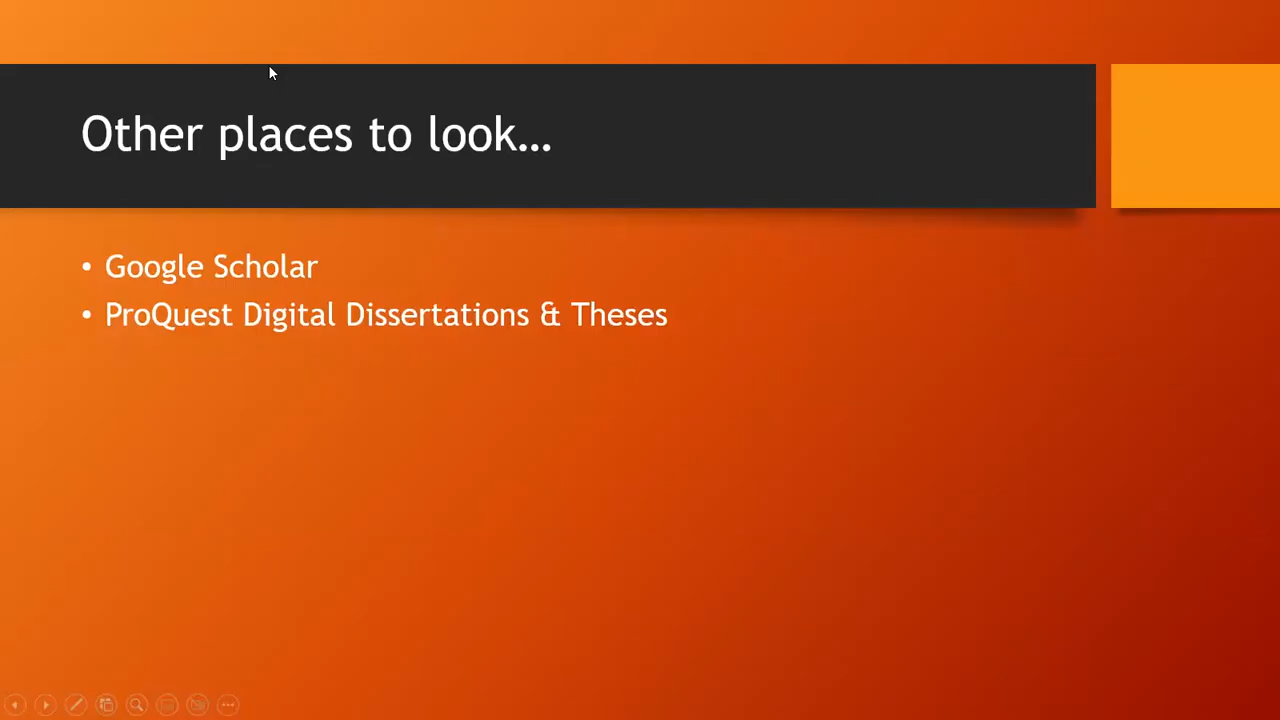 Other places to look...
• Google Scholar
• ProQuest Digital Dissertations & Theses